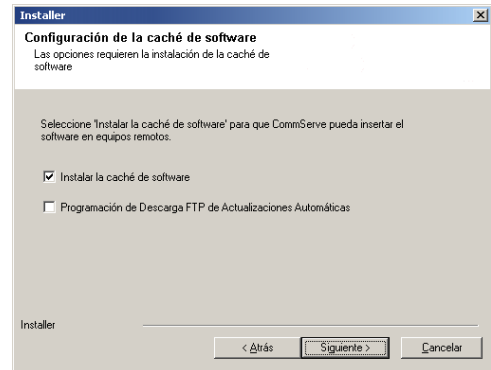 Installer
Configuración de la caché de software
Las opciones requieren la instalación de la caché de
software
Seleccione 'Instalar la caché de software' para que CommServe pueda insertar el
software en equipos remotos.
Instalar la caché de software
Programación de Descarga FTP de Actualizaciones Automáticas
Installer
< Atrás
Siguiente >
Cancelar